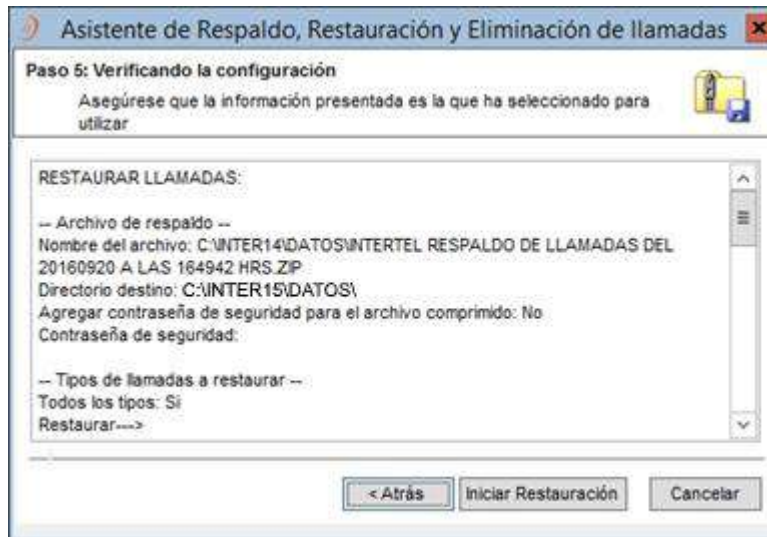 Asistente de Respaldo, Restauración y Eliminación de llamadas
Paso 5: Verificando la configuración
Asegúrese que la información presentada es la que ha seleccionado para
utilizar
RESTAURAR LLAMADAS:
-- Archivo de respaldo --
Nombre del archivo: C:\INTER14\DATOS\INTERTEL RESPALDO DE LLAMADAS DEL
20160920 A LAS 164942 HRS.ZIP
Directorio destino: C:\INTER15\DATOS\
Agregar contraseña de seguridad para el archivo comprimido: No
Contraseña de seguridad:
-- Tipos de llamadas a restaurar --
Todos los tipos: Si
Restaurar--->
< Atrás Iniciar Restauración Cancelar